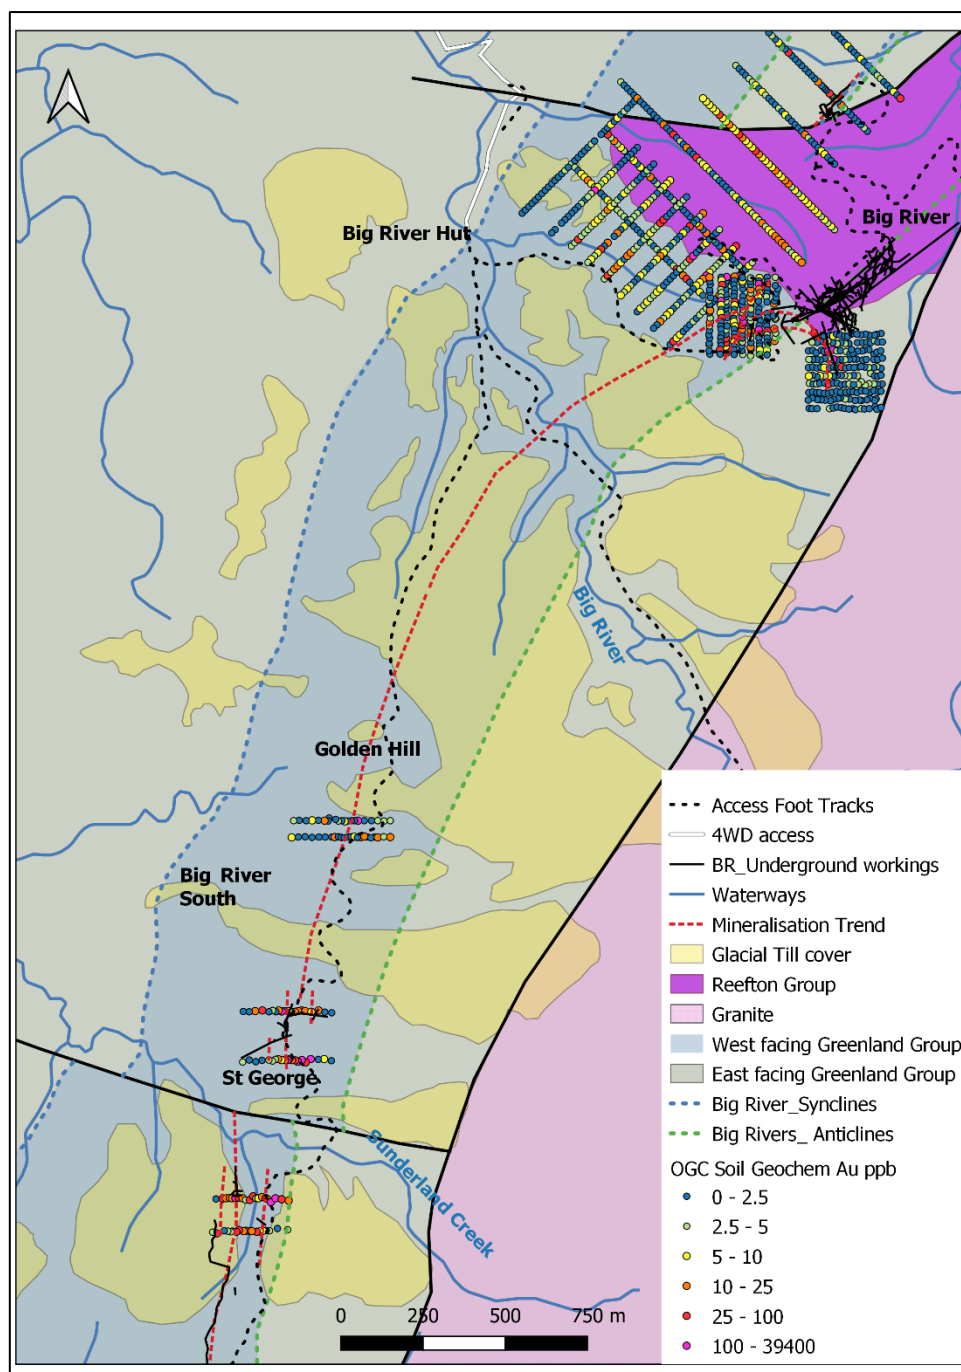 Big River
Big River Hut
Big River
Golden Hill
Big River
South
St George
Sunderland Creek
0 250 500 750 m
Access Foot Tracks
4WD access
BR_Underground workings
Waterways
Mineralisation Trend
Glacial Till cover
Reefton Group
Granite
West facing Greenland Group
East facing Greenland Group
Big River_Synclines
Big Rivers_ Anticlines
OGC Soil Geochem Au ppb
0 - 2.5
2.5 - 5
5 - 10
10 - 25
25 - 100
100 - 39400